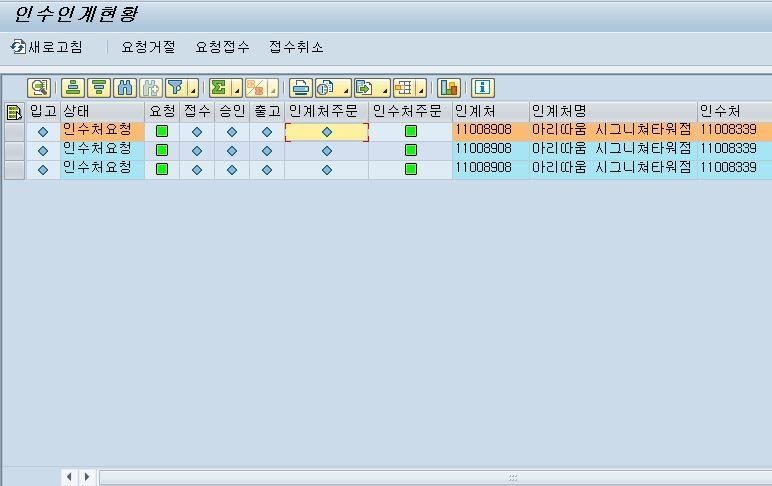 인수인계현황
새로고침 요청거절 요청접수 접수취소
입고 상태 요청 접수 승인 출고 인계처주문 인수처주문 인계처 인계처명 인수처
인수처요청 11008908 아리따움 시그니쳐타워점 11008339
인수처요청 11008908 아리따움 시그니쳐타워점 11008339
인수처요청 11008908 아리따움 시그니쳐타워점 11008339